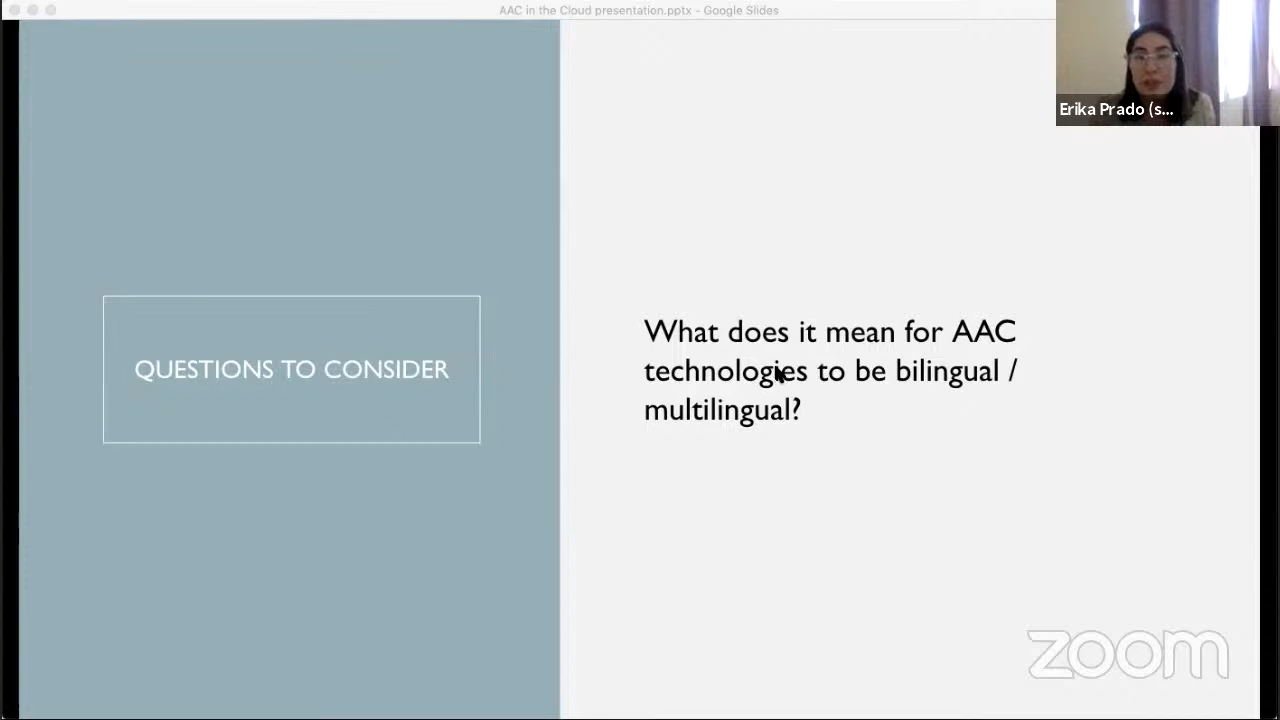 AAC in the Cloud presentation.pptx - Google Slides
Erika Prado (s...
QUESTIONS TO CONSIDER
What does it mean for AAC
technologies to be bilingual /
multilingual?
zoom